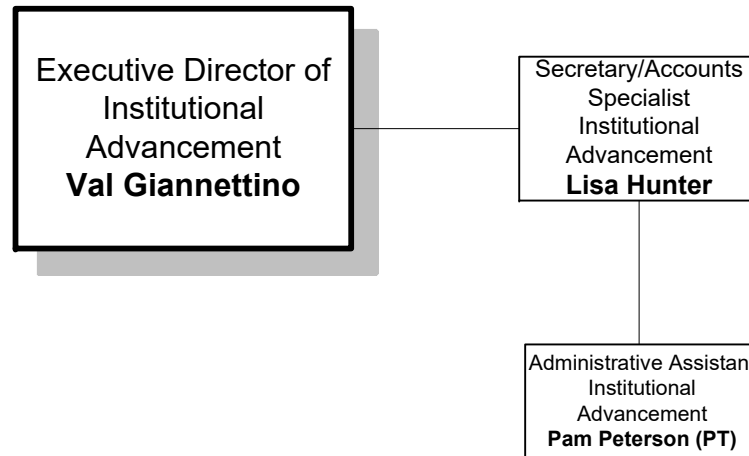 Executive Director of
Institutional
Advancement
Val Giannettino
Secretary/Accounts
Specialist
Institutional
Advancement
Lisa Hunter
Administrative Assistan
Institutional
Advancement
Pam Peterson (PT)